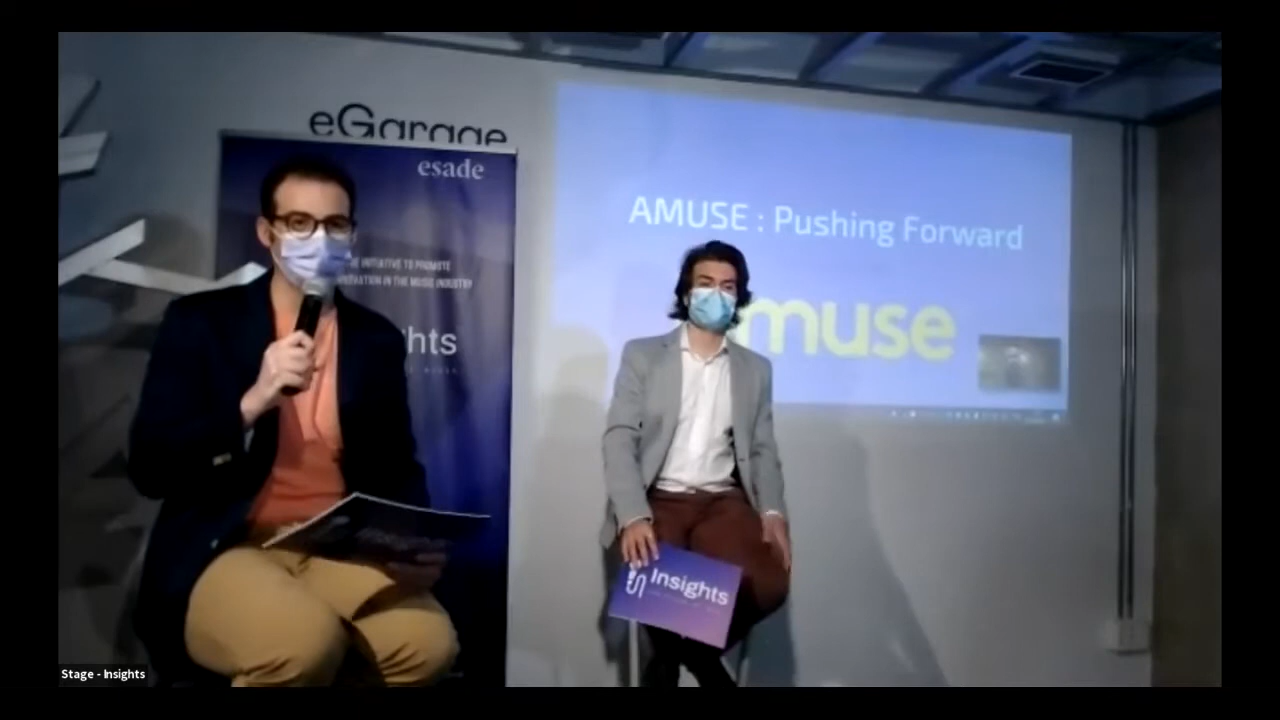 eGarage
esade
INITIATIVE TO PROMOTE
INNOVATION IN THE MUSIC INDUSTRY
hts
AMUSE : Pushing Forward
muse
Insights
Stage - Insights